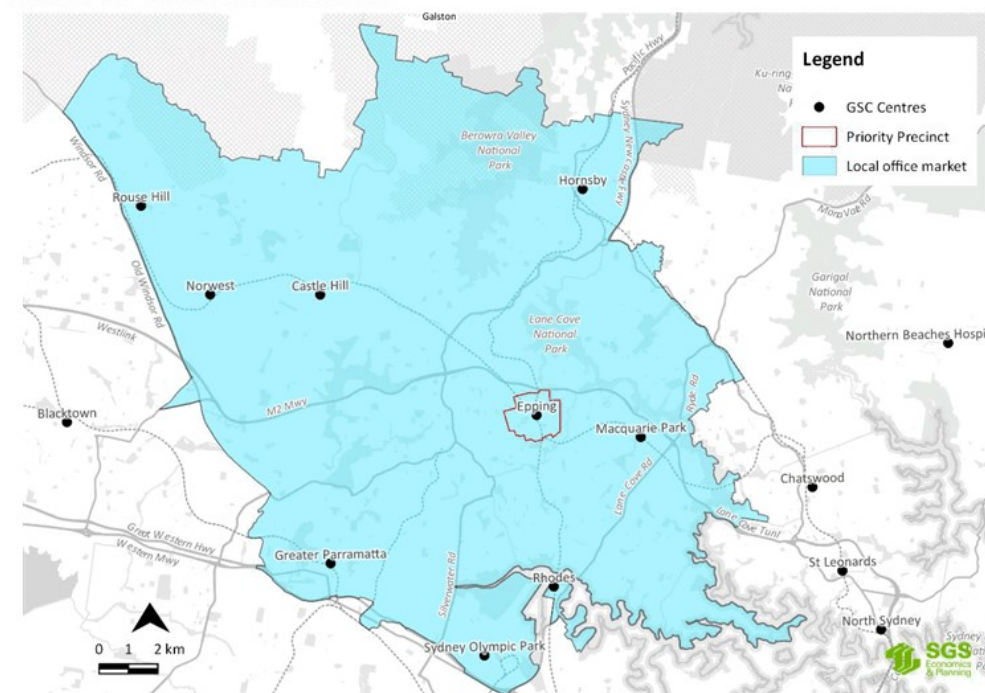 Galston
Legend
GSC Centres
Priority Precinct
Local office market
Pacific Hwy
Sydney Newcastle Fwy
Ku-ring
Na
Berowra Valley
National
Park
Windsor Rd
Hornsby
Rouse Hill
Mona Vale Rd
Old Windsor Rd
Norwest
Castle Hill
Garigal
National
Park
Lane Cove
National
Park
Westlink
Northern Beaches Hospi
Ryde Rd
M2 Mwy
Epping
Blacktown
Macquarie Park
Lane Cove Rd
Chatswood
Lane Cove Tunl
Great Western Hwy
Western Mwy
Greater Parramatta
Silverwater Rd
Rhodes
St Leonards
North Sydney
Sydney Olympic Park
0 1 2 km
SGS
Economics
& Planning
Sydney